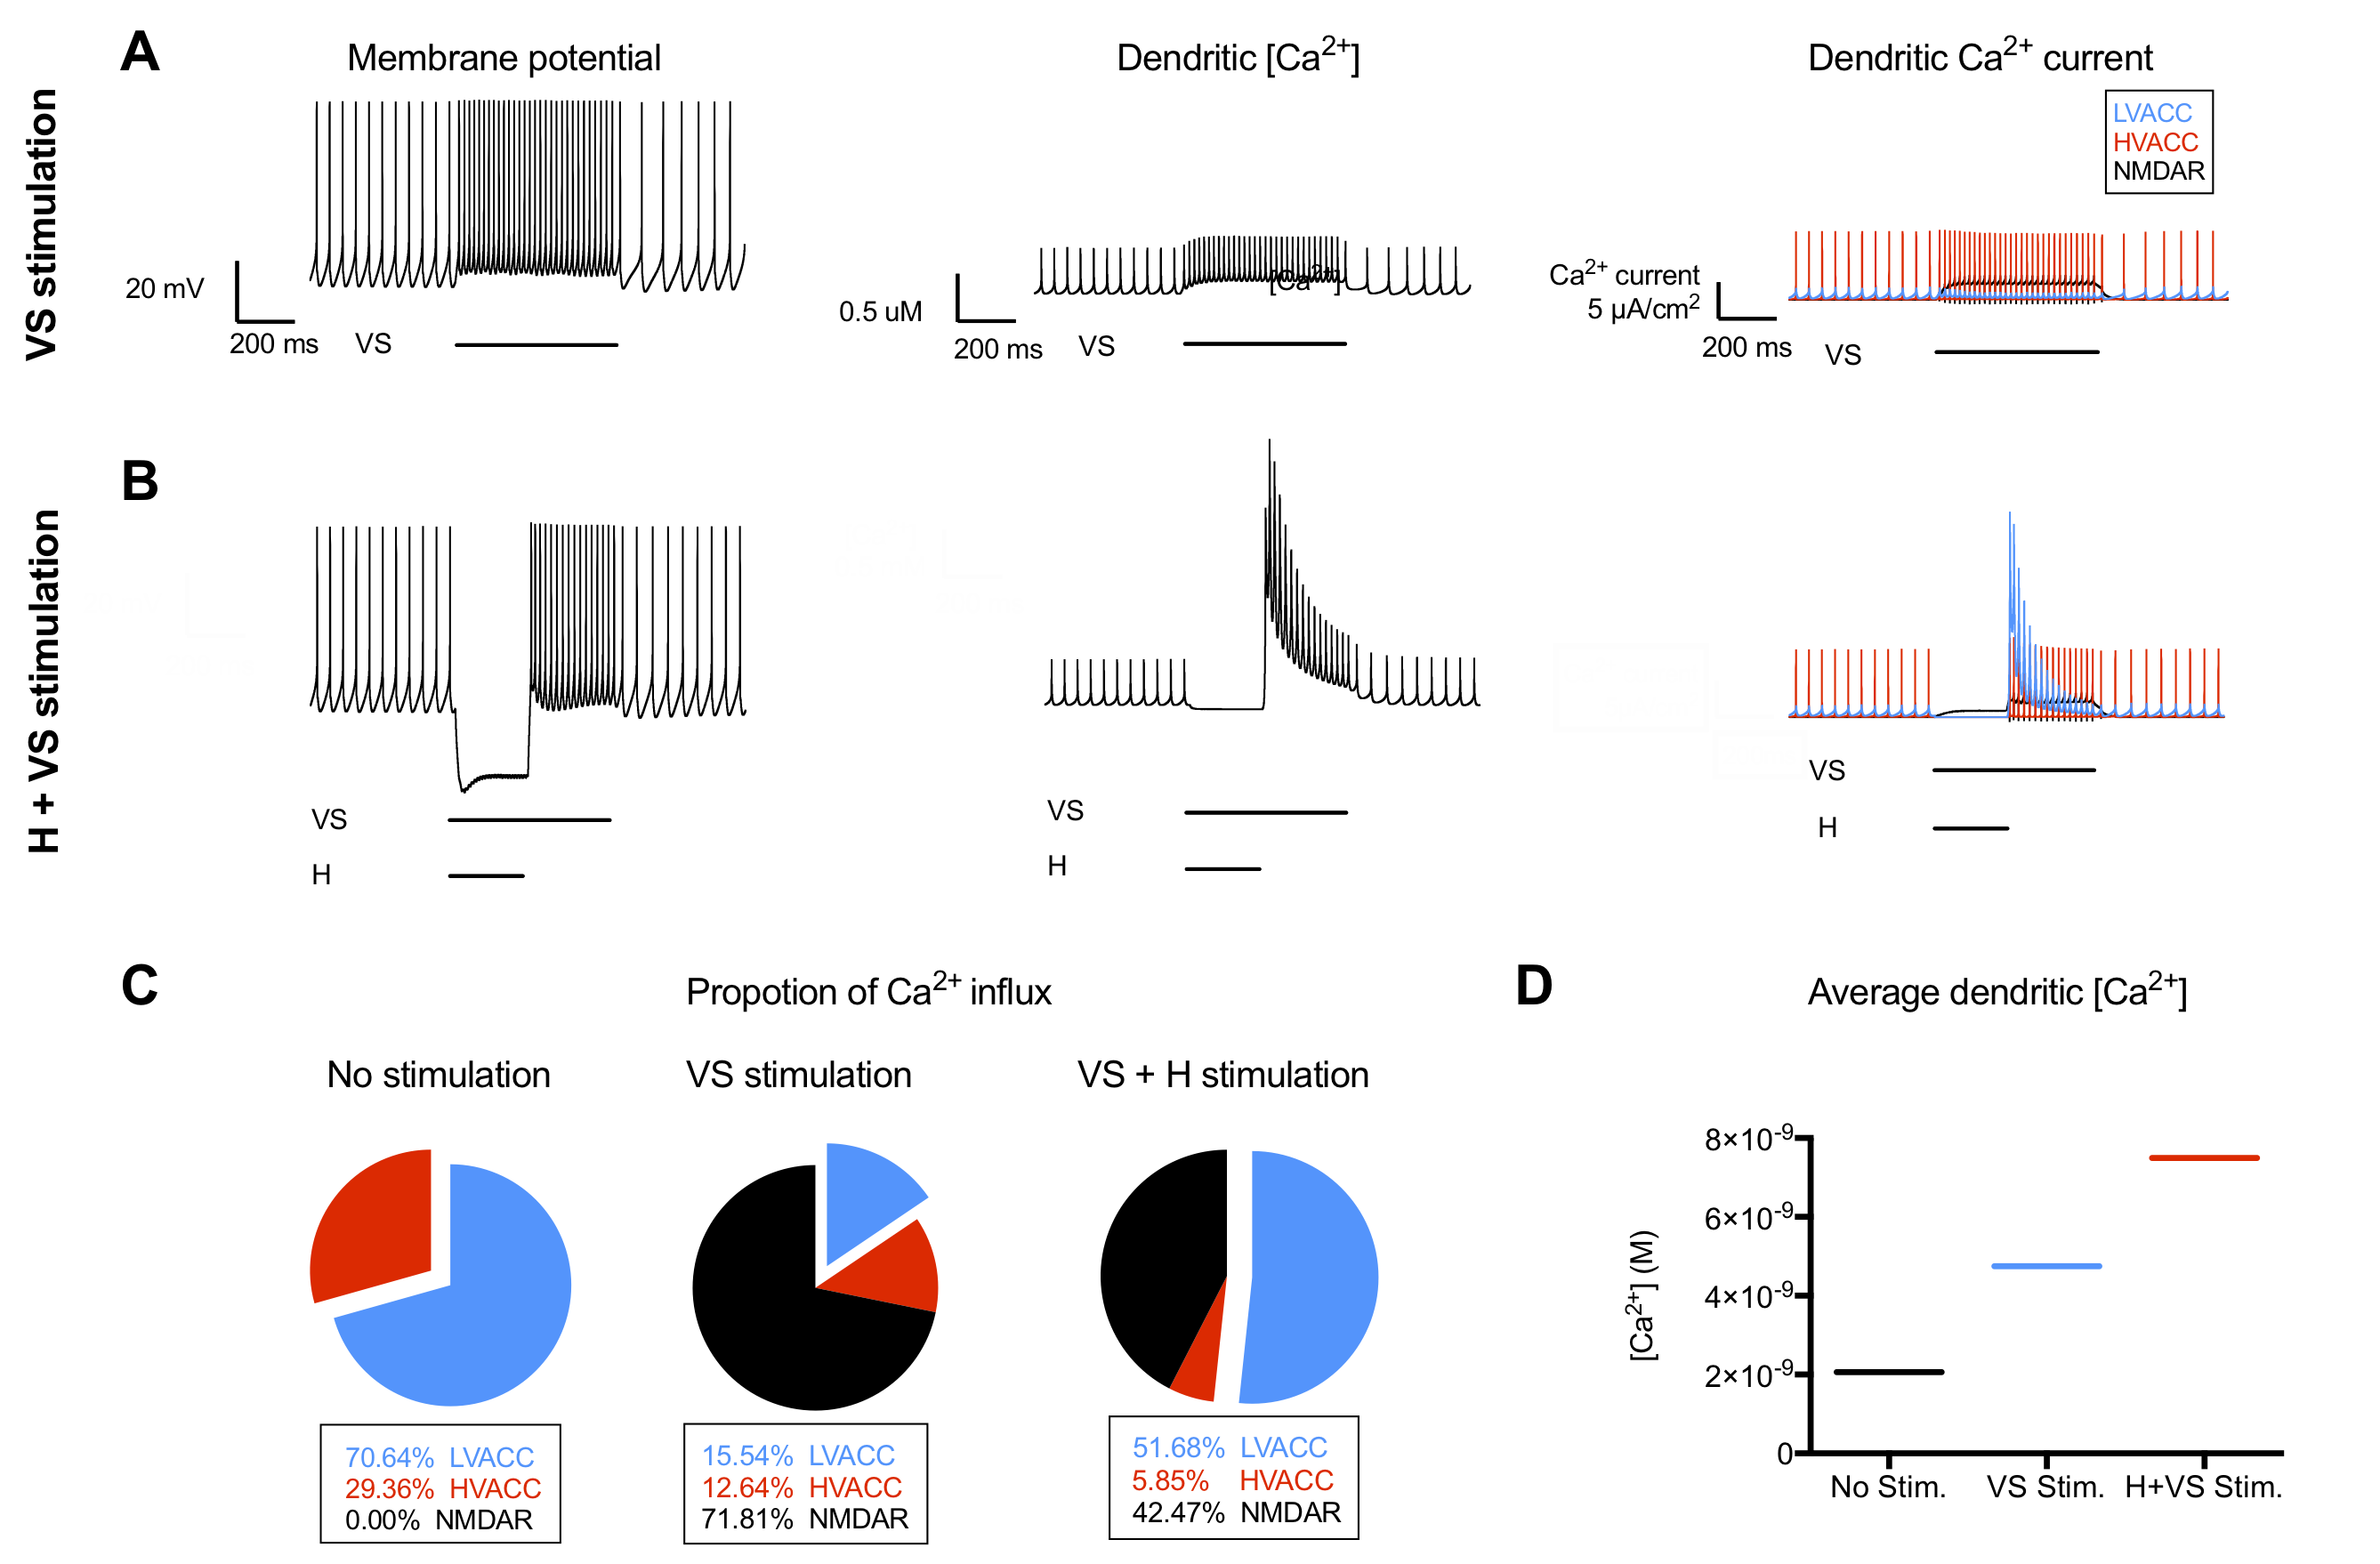 A
Membrane potential
Dendritic [Ca2+]
Dendritic Ca2+ current
LVACC
HVACC
NMDAR
VS stimulation
20 mV
200 ms
VS
[Ca2+]
0.5 uM
200 ms
VS
Ca2+ current
5 µA/cm2
200 ms
VS
B
H + VS stimulation
VS
H
VS
H
VS
H
C
Propotion of Ca2+ influx
No stimulation
VS stimulation
VS + H stimulation
70.64% LVACC
29.36% HVACC
0.00% NMDAR
15.54% LVACC
12.64% HVACC
71.81% NMDAR
51.68% LVACC
5.85% HVACC
42.47% NMDAR
D
Average dendritic [Ca2+]
[Ca2+] (M)
8×10-9
6×10-9
4×10-9
2×10-9
0
No Stim.
VS Stim.
H+VS Stim.